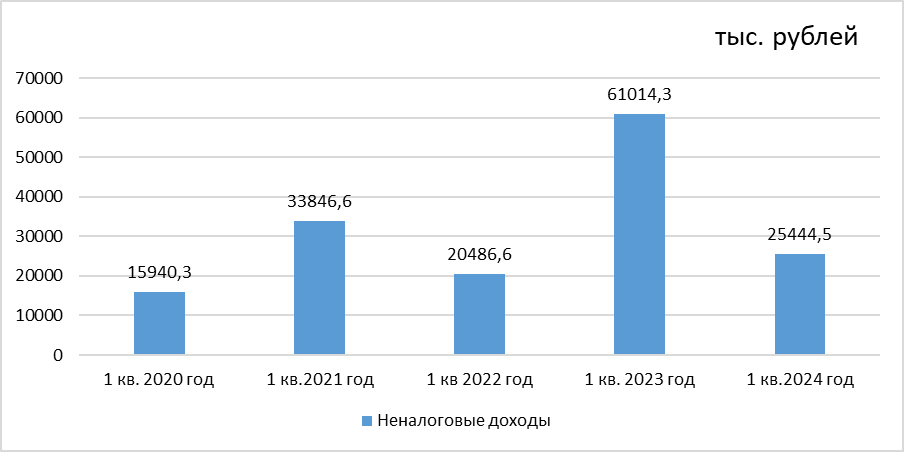 тыс. рублей
70000
60000
50000
40000
30000
20000
10000
0
15940,3
33846,6
20486,6
61014,3
25444,5
1 кв. 2020 год
1 кв.2021 год
1 кв 2022 год
1 кв. 2023 год
1 кв.2024 год
Неналоговые доходы